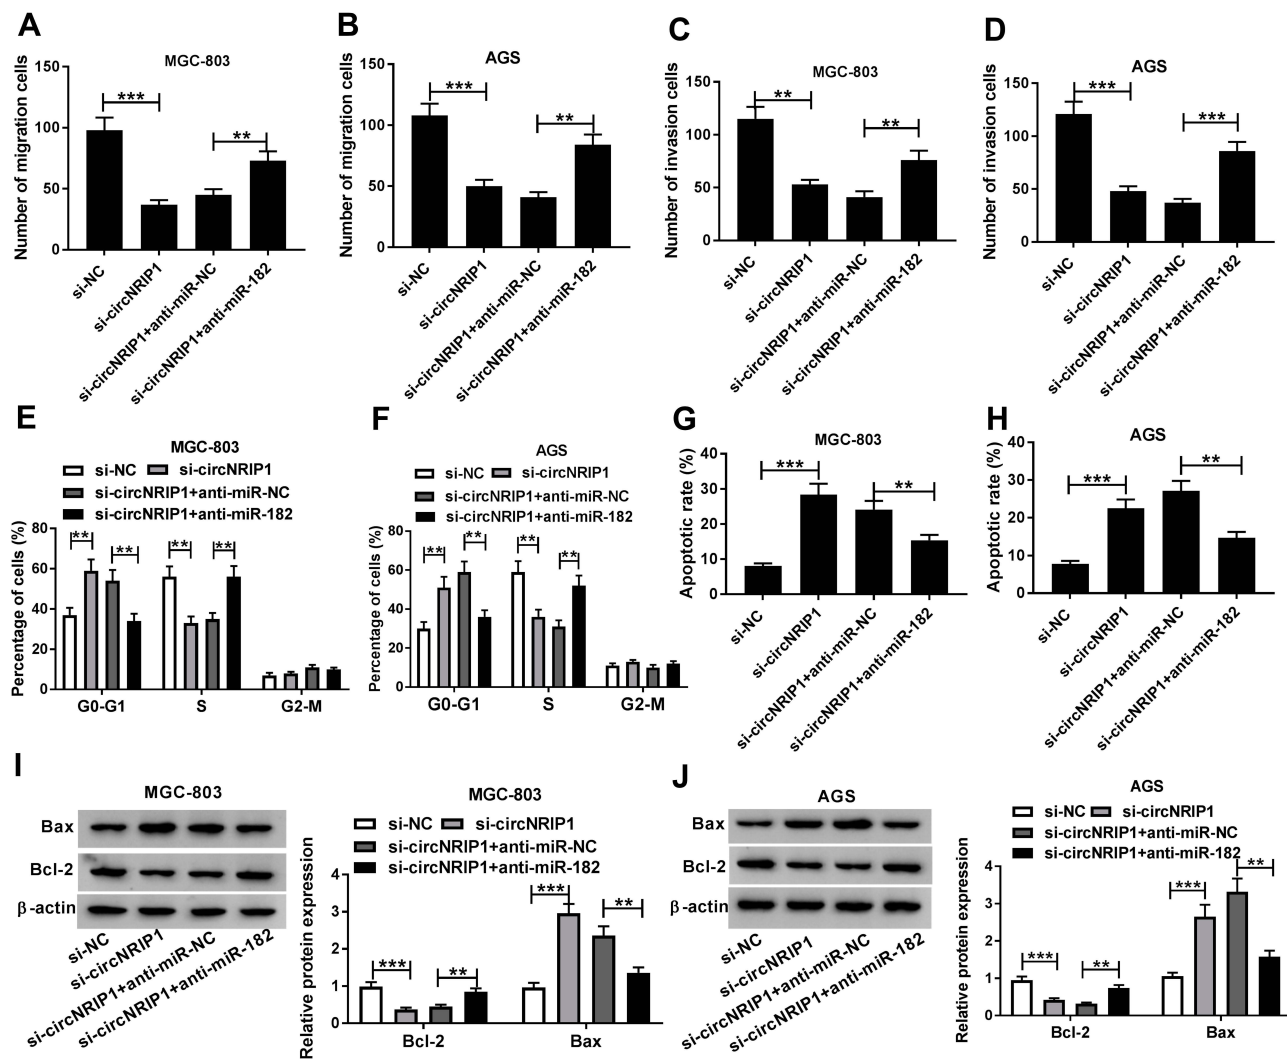 A
MGC-803
Number of migration cells
150
100
50
0
***
**
si-NC
si-circNRIP1
si-circNRIP1+anti-miR-NC
si-circNRIP1+anti-miR-182
B
AGS
Number of migration cells
150
100
50
0
***
**
si-NC
si-circNRIP1
si-circNRIP1+anti-miR-NC
si-circNRIP1+anti-miR-182
C
MGC-803
Number of invasion cells
150
100
50
0
**
**
si-NC
si-circNRIP1
si-circNRIP1+anti-miR-NC
si-circNRIP1+anti-miR-182
D
AGS
Number of invasion cells
150
100
50
0
***
***
si-NC
si-circNRIP1
si-circNRIP1+anti-miR-NC
si-circNRIP1+anti-miR-182
E
MGC-803
si-NC si-circNRIP1
si-circNRIP1+anti-miR-NC
si-circNRIP1+anti-miR-182
Percentage of cells (%)
80
60
40
20
0
** ** ** **
G0-G1 S G2-M
F
AGS
si-NC si-circNRIP1
si-circNRIP1+anti-miR-NC
si-circNRIP1+anti-miR-182
Percentage of cells (%)
80
60
40
20
0
** ** ** **
G0-G1 S G2-M
G
MGC-803
Apoptotic rate (%)
40
30
20
10
0
***
**
si-NC
si-circNRIP1
si-circNRIP1+anti-miR-NC
si-circNRIP1+anti-miR-182
H
AGS
Apoptotic rate (%)
40
30
20
10
0
***
**
si-NC
si-circNRIP1
si-circNRIP1+anti-miR-NC
si-circNRIP1+anti-miR-182
I
MGC-803
Bax
Bcl-2
β-actin
si-NC
si-circNRIP1
si-circNRIP1+anti-miR-NC
si-circNRIP1+anti-miR-182
MGC-803
si-NC si-circNRIP1
si-circNRIP1+anti-miR-NC
si-circNRIP1+anti-miR-182
Relative protein expression
4
3
2
1
0
*** ** *** **
Bcl-2 Bax
J
AGS
Bax
Bcl-2
β-actin
si-NC
si-circNRIP1
si-circNRIP1+anti-miR-NC
si-circNRIP1+anti-miR-182
AGS
si-NC si-circNRIP1
si-circNRIP1+anti-miR-NC
si-circNRIP1+anti-miR-182
Relative protein expression
4
3
2
1
0
*** ** *** **
Bcl-2 Bax